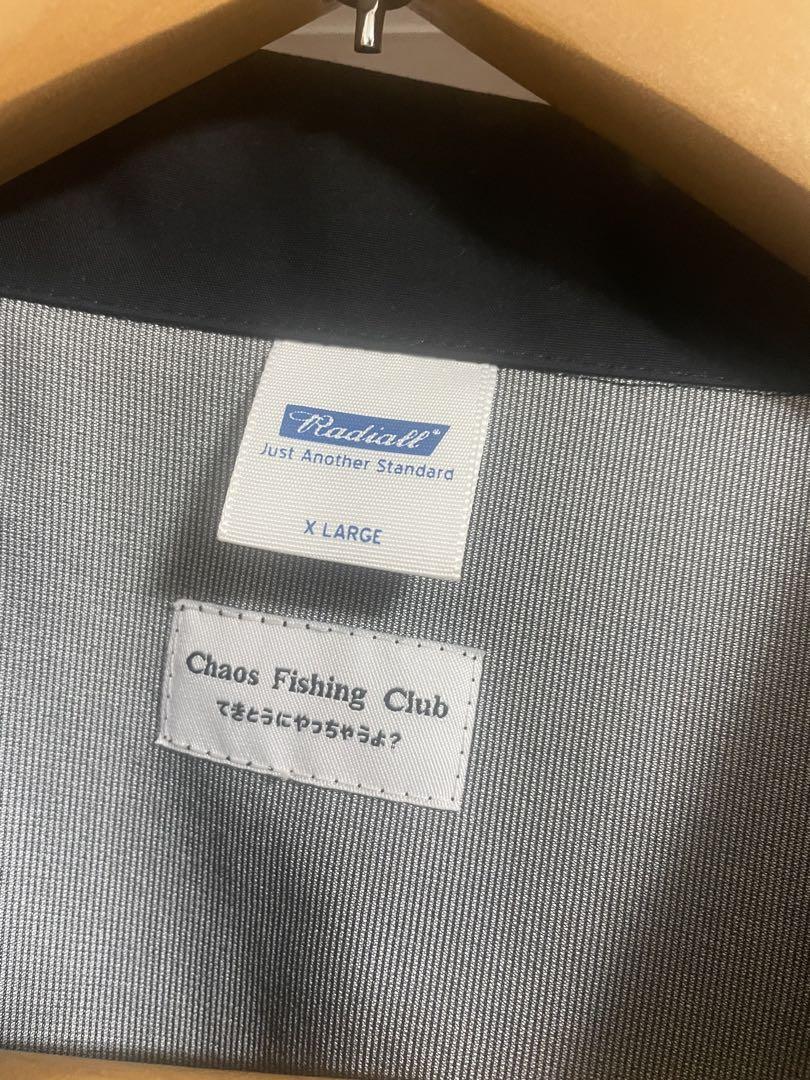 Radiall
Just Another Standard
X LARGE
Chaos Fishing Club
てきとうにやっちゃうよ?